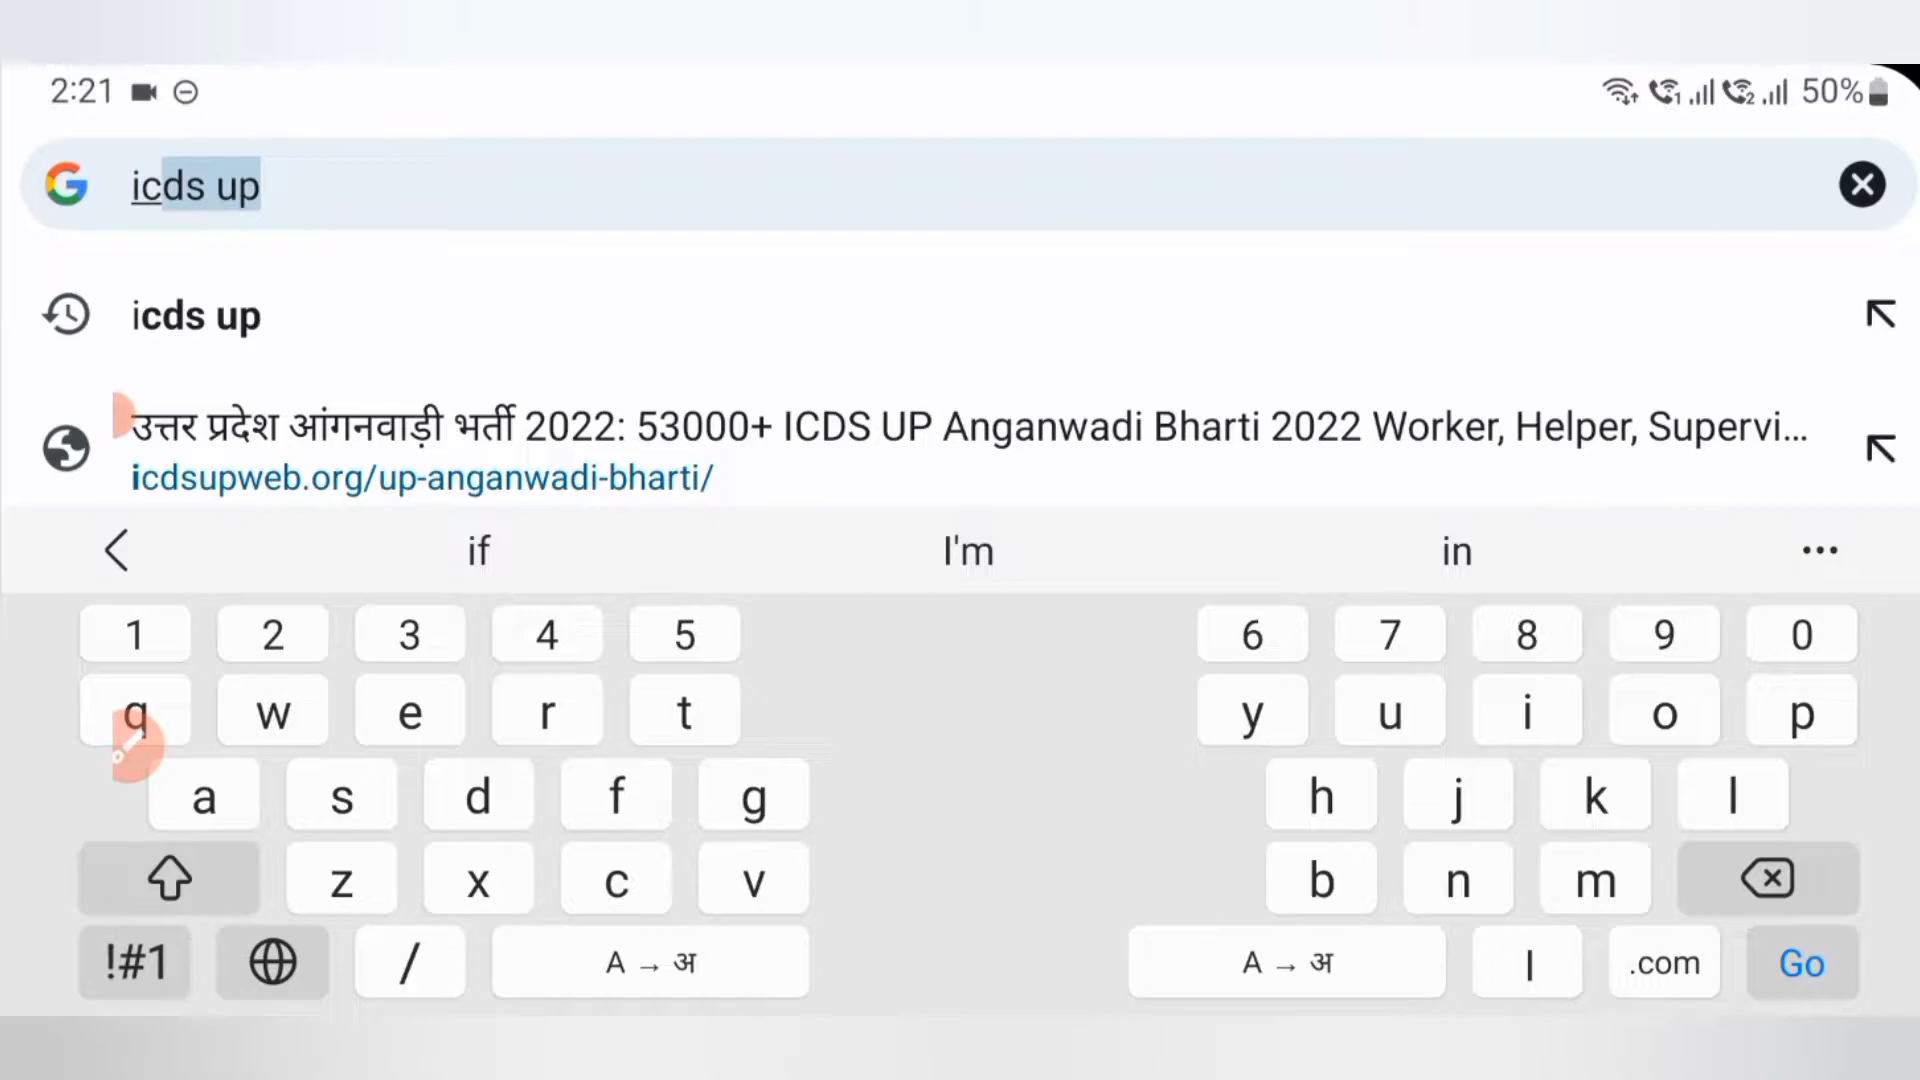 2:21
50%
icds up
icds up
उत्तर प्रदेश आंगनवाड़ी भर्ती 2022: 53000+ ICDS UP Anganwadi Bharti 2022 Worker, Helper, Supervi...
icdsupweb.org/up-anganwadi-bharti/
if I'm in
1 2 3 4 5 6 7 8 9 0
q w e r t y u i o p
a s d f g h j k l
z x c v b n m
!#1 / A → अ A → अ | .com Go